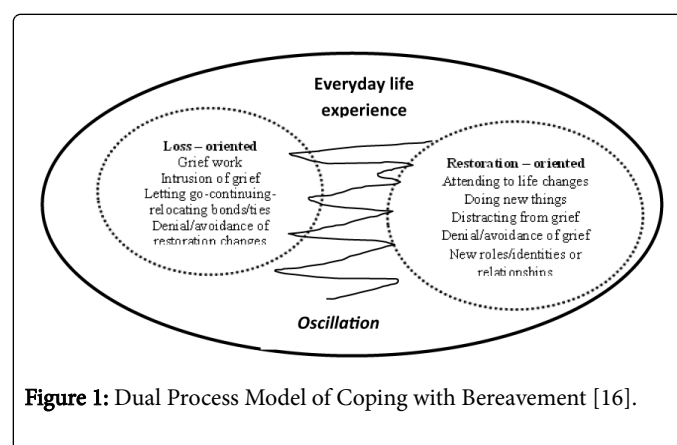 Everyday life
experience
Loss – oriented
Grief work
Intrusion of grief
Letting go-continuing-
relocating bonds/ties
Denial/avoidance of
restoration changes
Restoration – oriented
Attending to life changes
Doing new things
Distracting from grief
Denial/avoidance of grief
New roles/identities or
relationships
Oscillation
Figure 1: Dual Process Model of Coping with Bereavement [16].